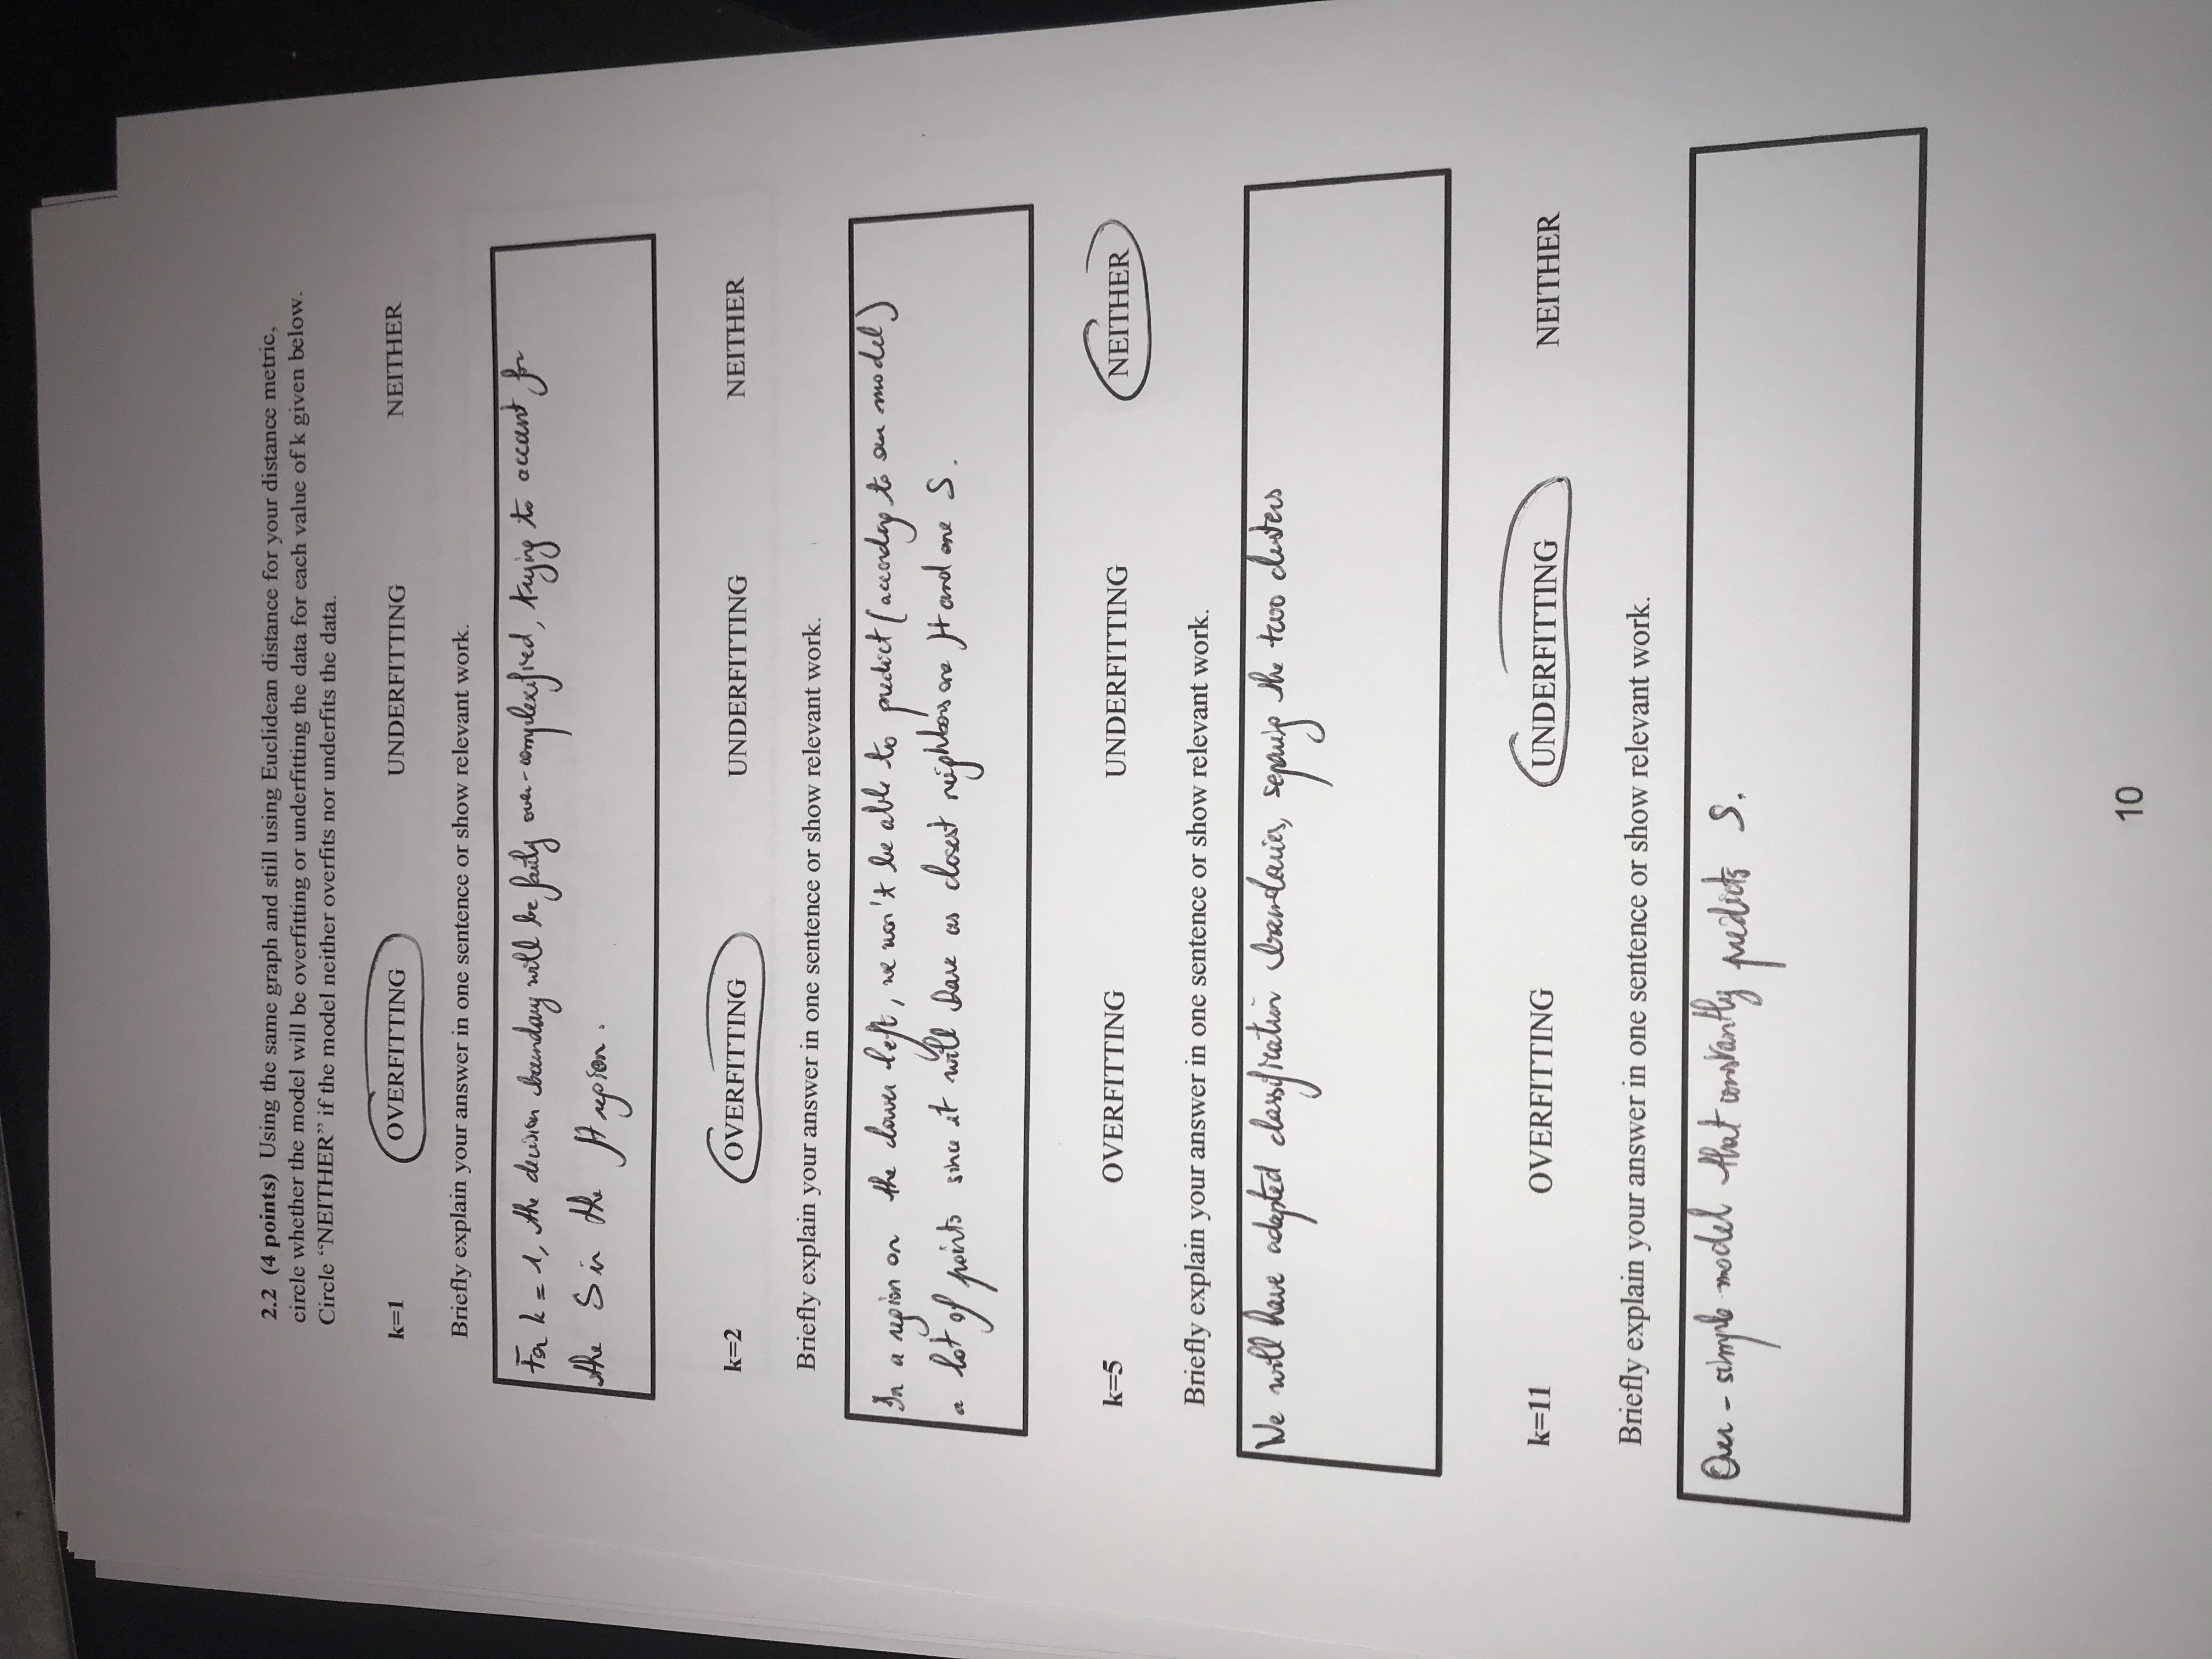 2.2 (4 points) Using the same graph and still using Euclidean distance for your distance metric,
circle whether the model will be overfitting or underfitting the data for each value of k given below.
Circle “NEITHER” if the model neither overfits nor underfits the data.
k=1 OVERFITTING UNDERFITTING NEITHER
Briefly explain your answer in one sentence or show relevant work.
For k = 1, the decision boundary will be fairly over-complexified, trying to account for
the S in the H region.
k=2 OVERFITTING UNDERFITTING NEITHER
Briefly explain your answer in one sentence or show relevant work.
In a region on the lower left, we won't be able to predict (according to our model)
a lot of points since it will have as closest neighbors one H and one S.
k=5 OVERFITTING UNDERFITTING NEITHER
Briefly explain your answer in one sentence or show relevant work.
We will have adapted classification boundaries, the two clusters
k=11 OVERFITTING UNDERFITTING NEITHER
Briefly explain your answer in one sentence or show relevant work.
Over-simple model that constantly predicts S.
10